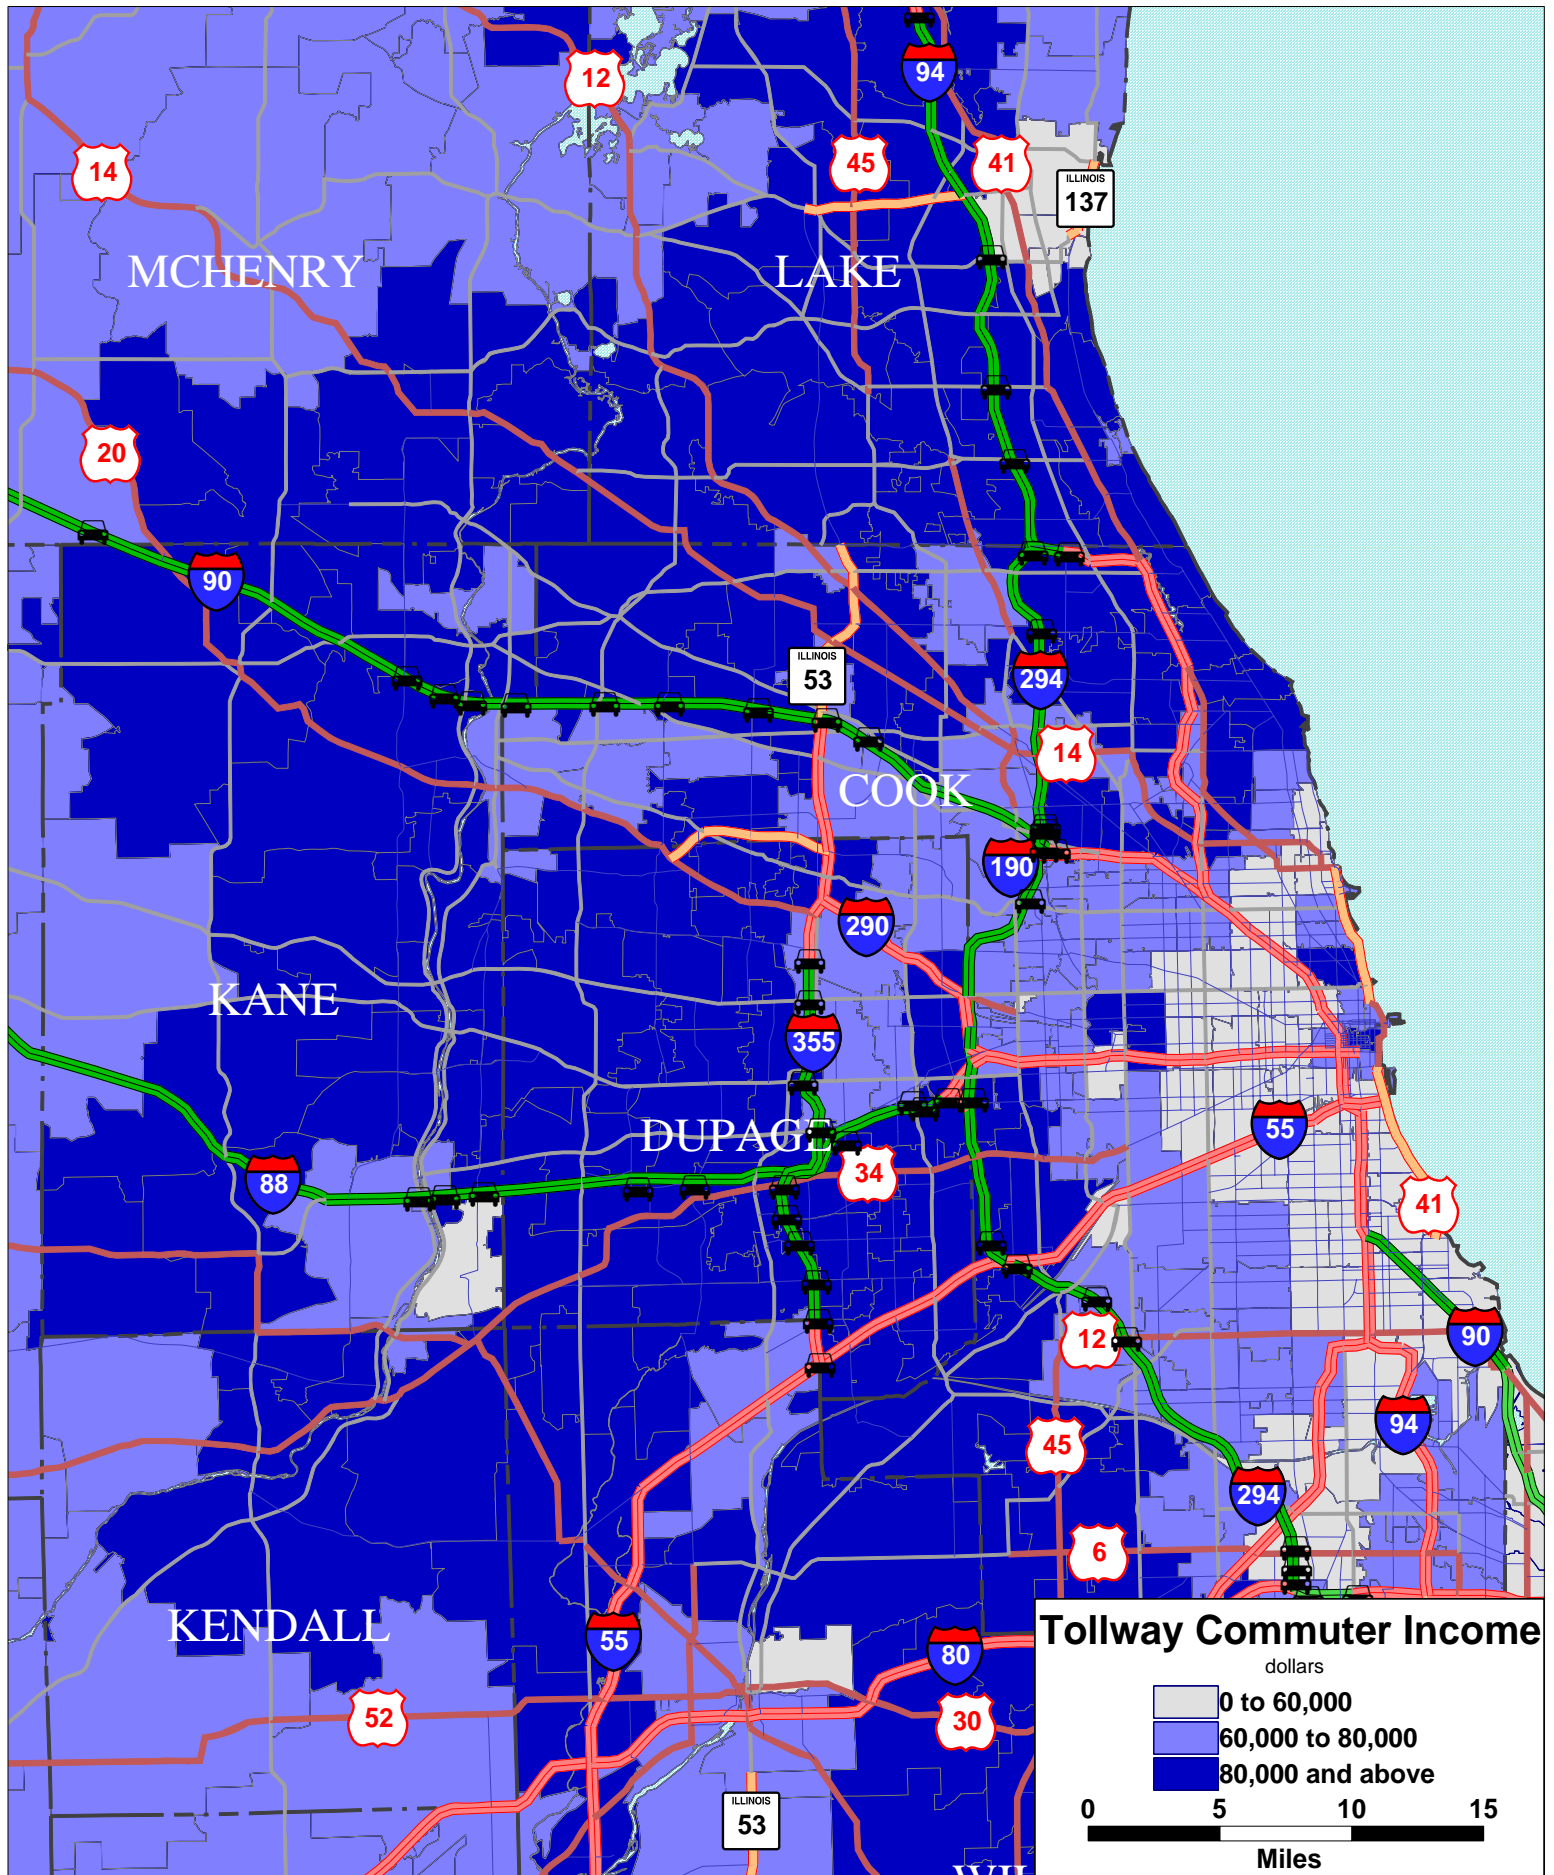 94
12
14
45
41
ILLINOIS
137
MCHENRY
LAKE
20
90
ILLINOIS
53
294
14
COOK
190
290
KANE
355
DUPAGE
55
34
88
41
12
90
94
45
294
6
KENDALL
55
80
52
30
ILLINOIS
53
Tollway Commuter Income
dollars
0 to 60,000
60,000 to 80,000
80,000 and above
0 5 10 15
Miles